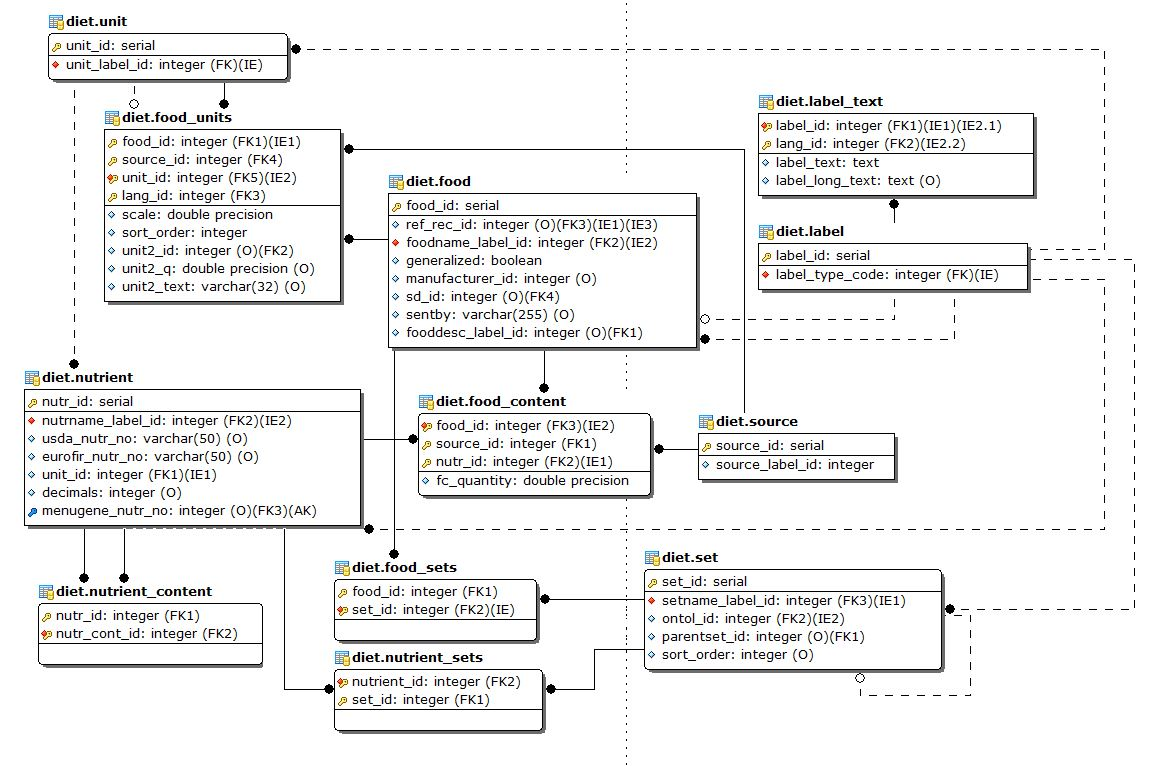 diet.unit
unit_id: serial
unit_label_id: integer (FK)(IE)
diet.food_units
food_id: integer (FK1)(IE1)
source_id: integer (FK4)
unit_id: integer (FK5)(IE2)
lang_id: integer (FK3)
scale: double precision
sort_order: integer
unit2_id: integer (O)(FK2)
unit2_q: double precision (O)
unit2_text: varchar(32) (O)
diet.food
food_id: serial
ref_rec_id: integer (O)(FK3)(IE1)(IE3)
foodname_label_id: integer (FK2)(IE2)
generalized: boolean
manufacturer_id: integer (O)
sd_id: integer (O)(FK4)
sentby: varchar(255) (O)
fooddesc_label_id: integer (O)(FK1)
diet.label_text
label_id: integer (FK1)(IE1)(IE2.1)
lang_id: integer (FK2)(IE2.2)
label_text: text
label_long_text: text (O)
diet.label
label_id: serial
label_type_code: integer (FK)(IE)
diet.nutrient
nutr_id: serial
nutrname_label_id: integer (FK2)(IE2)
usda_nutr_no: varchar(50) (O)
eurofir_nutr_no: varchar(50) (O)
unit_id: integer (FK1)(IE1)
decimals: integer (O)
menugene_nutr_no: integer (O)(FK3)(AK)
diet.food_content
food_id: integer (FK3)(IE2)
source_id: integer (FK1)
nutr_id: integer (FK2)(IE1)
fc_quantity: double precision
diet.source
source_id: serial
source_label_id: integer
diet.nutrient_content
nutr_id: integer (FK1)
nutr_cont_id: integer (FK2)
diet.food_sets
food_id: integer (FK1)
set_id: integer (FK2)(IE)
diet.set
set_id: serial
setname_label_id: integer (FK3)(IE1)
ontol_id: integer (FK2)(IE2)
parentset_id: integer (O)(FK1)
sort_order: integer (O)
diet.nutrient_sets
nutrient_id: integer (FK2)
set_id: integer (FK1)